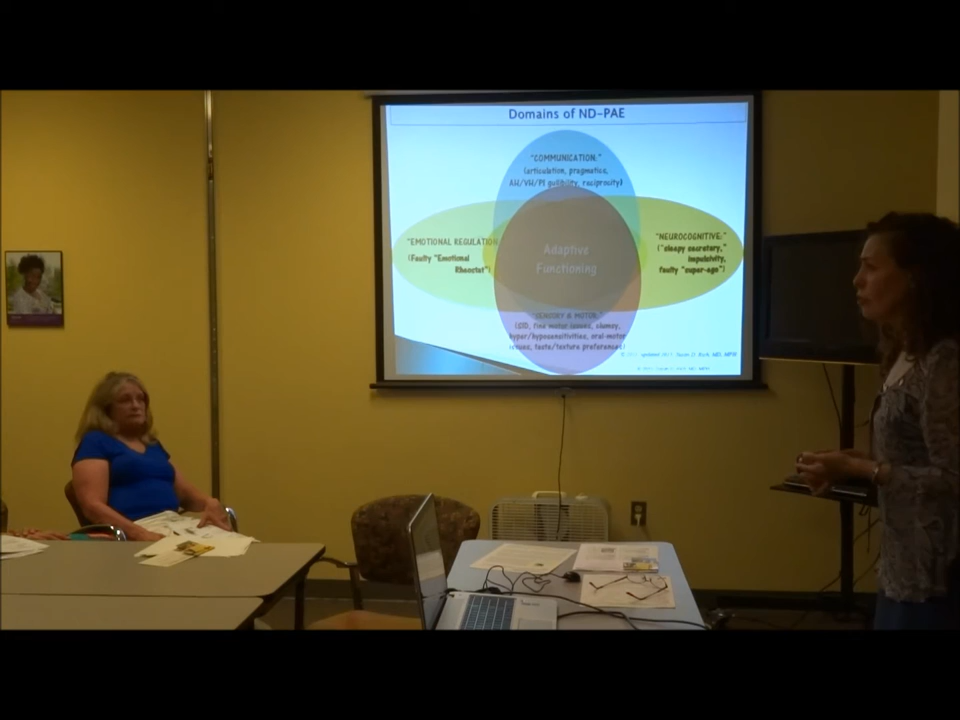 Domains of ND-PAE
"COMMUNICATION:"
(articulation, pragmatics,
AH/VH/PI gullibility, reciprocity)
"EMOTIONAL REGULATION
(Faulty "Emotional
Rheostat")
"NEUROCOGNITIVE:"
("sleepy secretary,"
impulsivity,
faulty "super-ego")
Adaptive
Functioning
"SENSORY & MOTOR:"
(SID, fine motor issues, clumsy,
hyper/hyposensitivities, oral-motor
issues, taste/texture preferences)